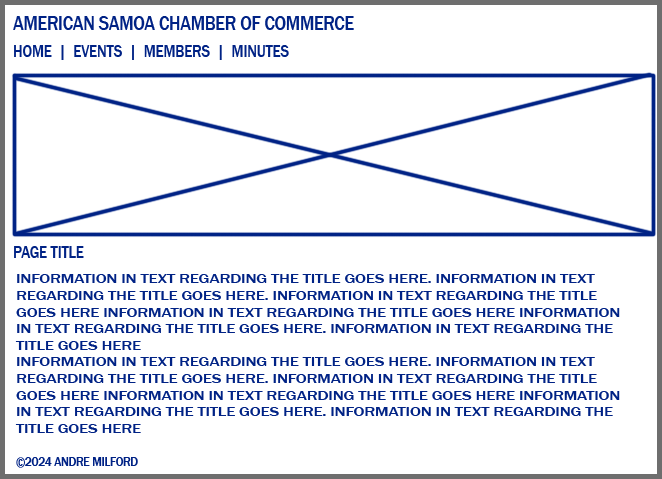 AMERICAN SAMOA CHAMBER OF COMMERCE
HOME | EVENTS | MEMBERS | MINUTES
PAGE TITLE
INFORMATION IN TEXT REGARDING THE TITLE GOES HERE. INFORMATION IN TEXT
REGARDING THE TITLE GOES HERE. INFORMATION IN TEXT REGARDING THE TITLE
GOES HERE INFORMATION IN TEXT REGARDING THE TITLE GOES HERE INFORMATION
IN TEXT REGARDING THE TITLE GOES HERE. INFORMATION IN TEXT REGARDING THE
TITLE GOES HERE
INFORMATION IN TEXT REGARDING THE TITLE GOES HERE. INFORMATION IN TEXT
REGARDING THE TITLE GOES HERE. INFORMATION IN TEXT REGARDING THE TITLE
GOES HERE INFORMATION IN TEXT REGARDING THE TITLE GOES HERE INFORMATION
IN TEXT REGARDING THE TITLE GOES HERE. INFORMATION IN TEXT REGARDING THE
TITLE GOES HERE
©2024 ANDRE MILFORD